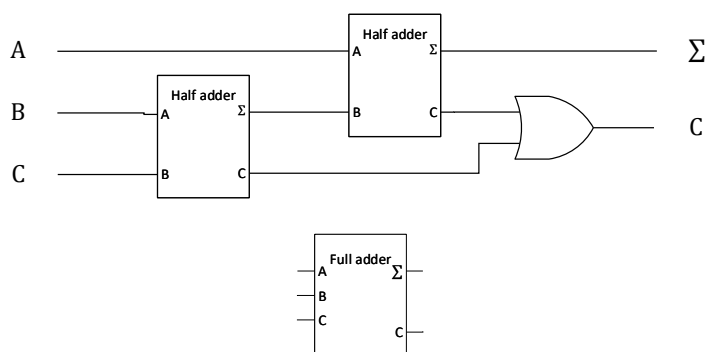 Half adder
A A Σ Σ
Half adder
B A Σ B C C
C B C
Full adder
A Σ
B
C
C